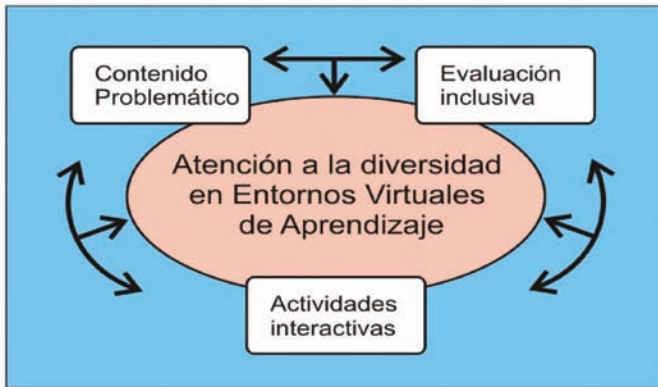 Contenido
Problemático
Evaluación
inclusiva
Atención a la diversidad
en Entornos Virtuales
de Aprendizaje
Actividades
interactivas